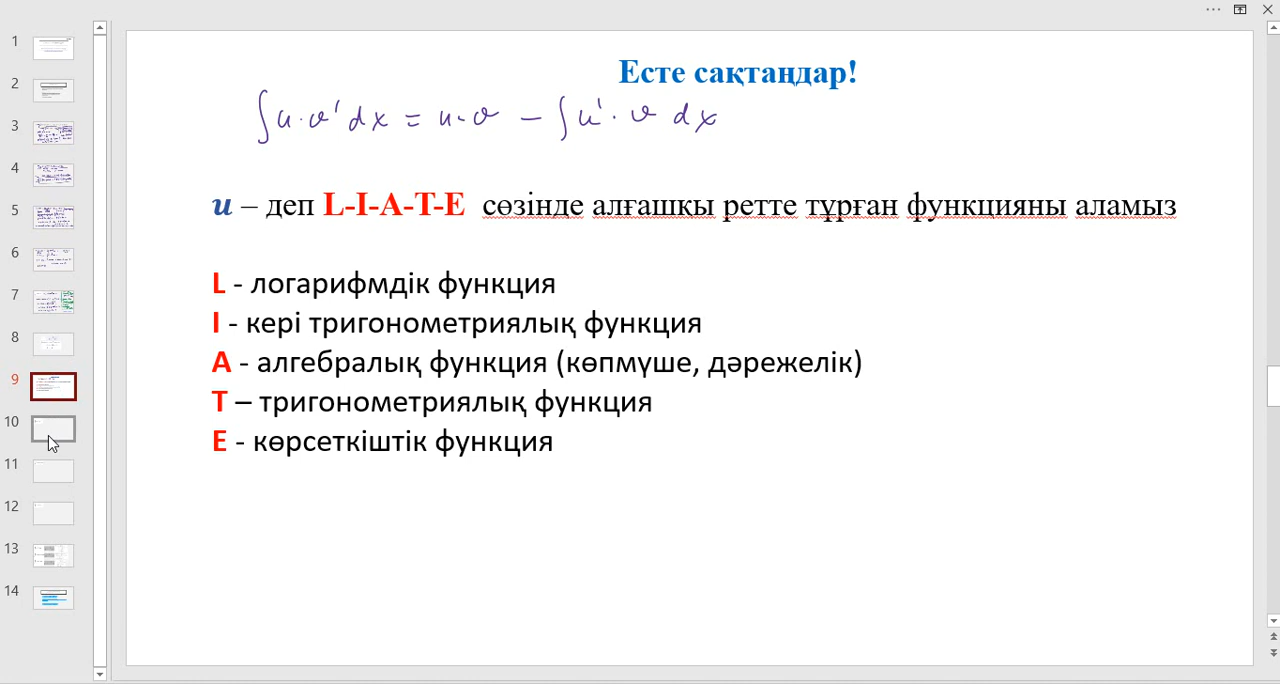 Есте сақтаңдар!
∫u·v'dx = u·v - ∫u'·v dx
u – деп L-I-A-T-E сөзінде алғашқы ретте тұрған функцияны аламыз
L - логарифмдік функция
I - кері тригонометриялық функция
A - алгебралық функция (көпмүше, дәрежелік)
T – тригонометриялық функция
E - көрсеткіштік функция
1
2
3
4
5
6
7
8
9
10
11
12
13
14